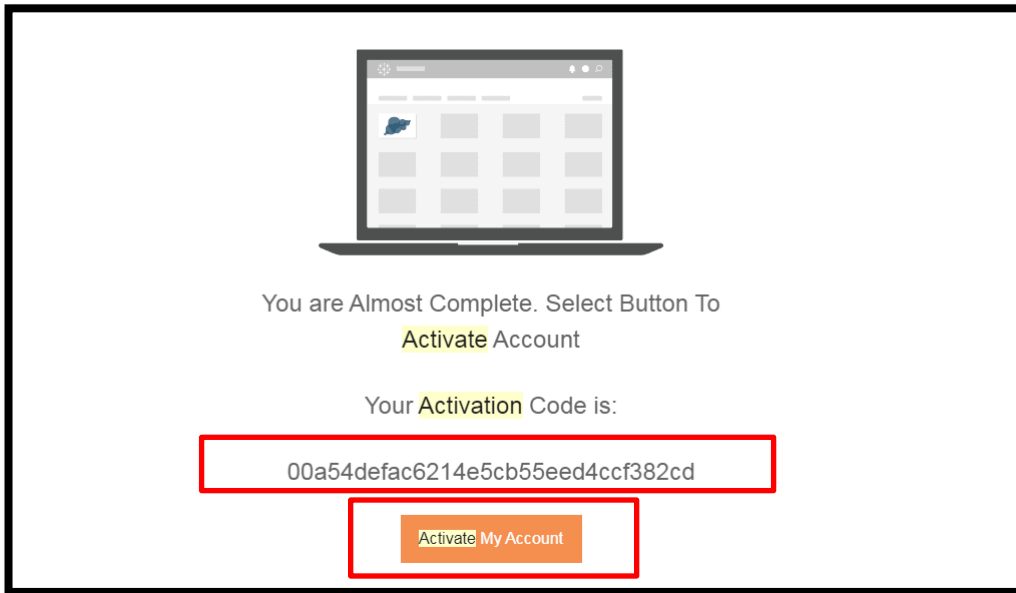 You are Almost Complete. Select Button To
Activate Account
Your Activation Code is:
00a54defac6214e5cb55eed4ccf382cd
Activate My Account